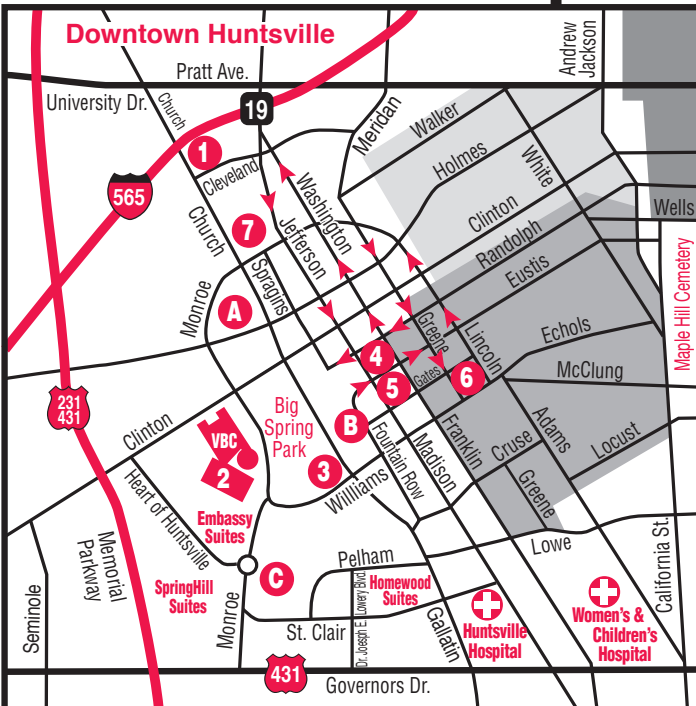 Downtown Huntsville
Andrew
Jackson
Pratt Ave.
University Dr.
Church
19
Meridian
Walker
1
Holmes
White
Cleveland
Washington
565
Church
Clinton
Wells
7
Jefferson
Randolph
Spragins
Eustis
Maple Hill Cemetery
Monroe
A
Greene
Lincoln
Echols
4
McClung
5
Gates
6
231
431
Clinton
Big
Spring
Park
B
VBC
2
3
Fountain Row
Madison
Franklin
Cruse
Adams
Locust
Willliams
Greene
Heart of Huntsville
Embassy
Suites
Memorial
Parkway
Lowe
California St.
Pelham
C
SpringHill
Suites
Homewood
Suites
Dr. Joesph E. Lowery Blvd.
Seminole
Monroe
St. Clair
Gallatin
Huntsville
Hospital
Women's &
Children's
Hospital
431
Governors Dr.